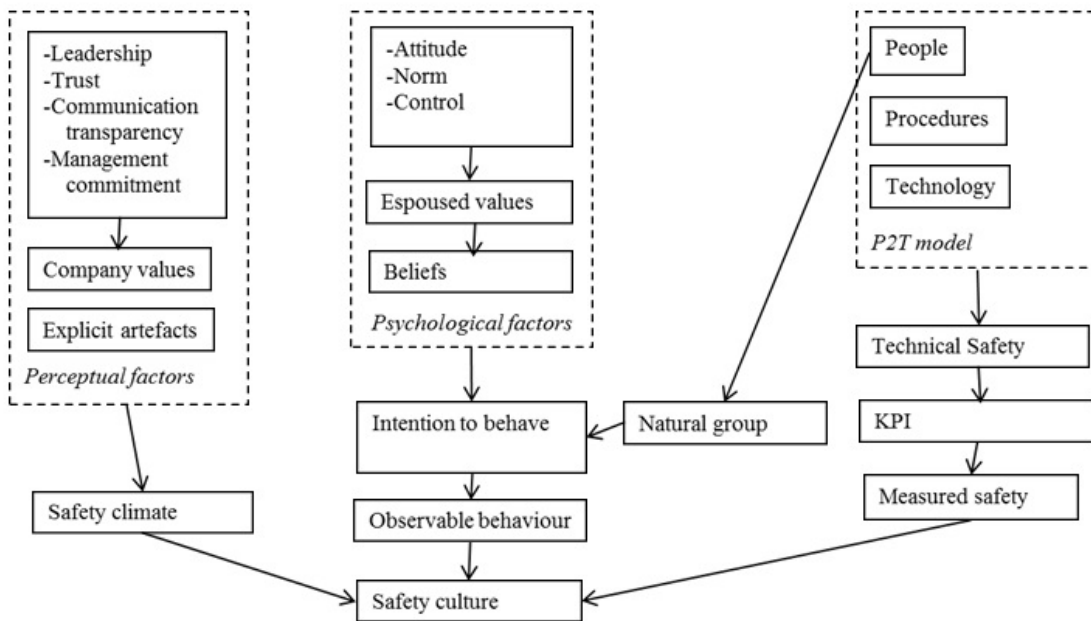 -Leadership
-Trust
-Communication
transparency
-Management
commitment
Company values
Explicit artefacts
Perceptual factors
Safety climate
-Attitude
-Norm
-Control
Espoused values
Beliefs
Psychological factors
Intention to behave
Observable behaviour
Safety culture
Natural group
People
Procedures
Technology
P2T model
Technical Safety
KPI
Measured safety